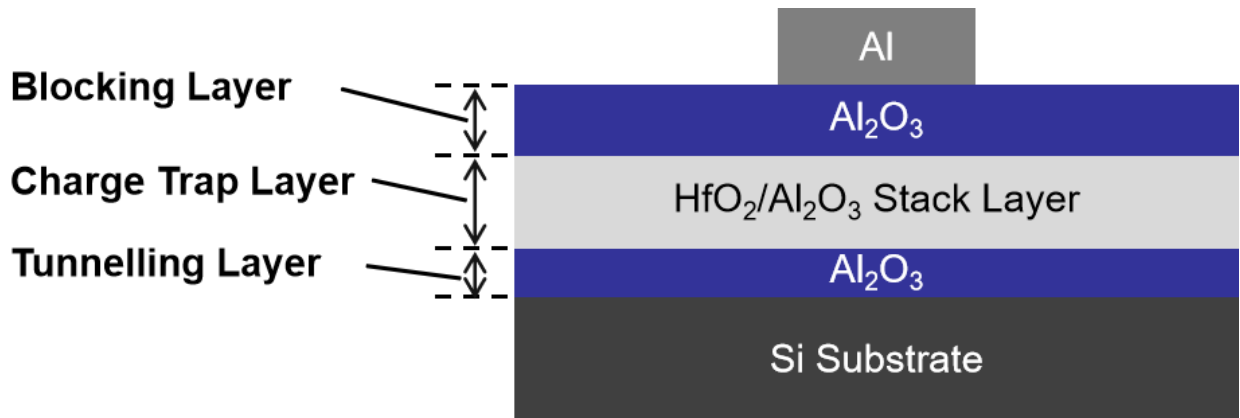 Al
Blocking Layer
Al₂O₃
Charge Trap Layer
HfO₂/Al₂O₃ Stack Layer
Tunnelling Layer
Al₂O₃
Si Substrate